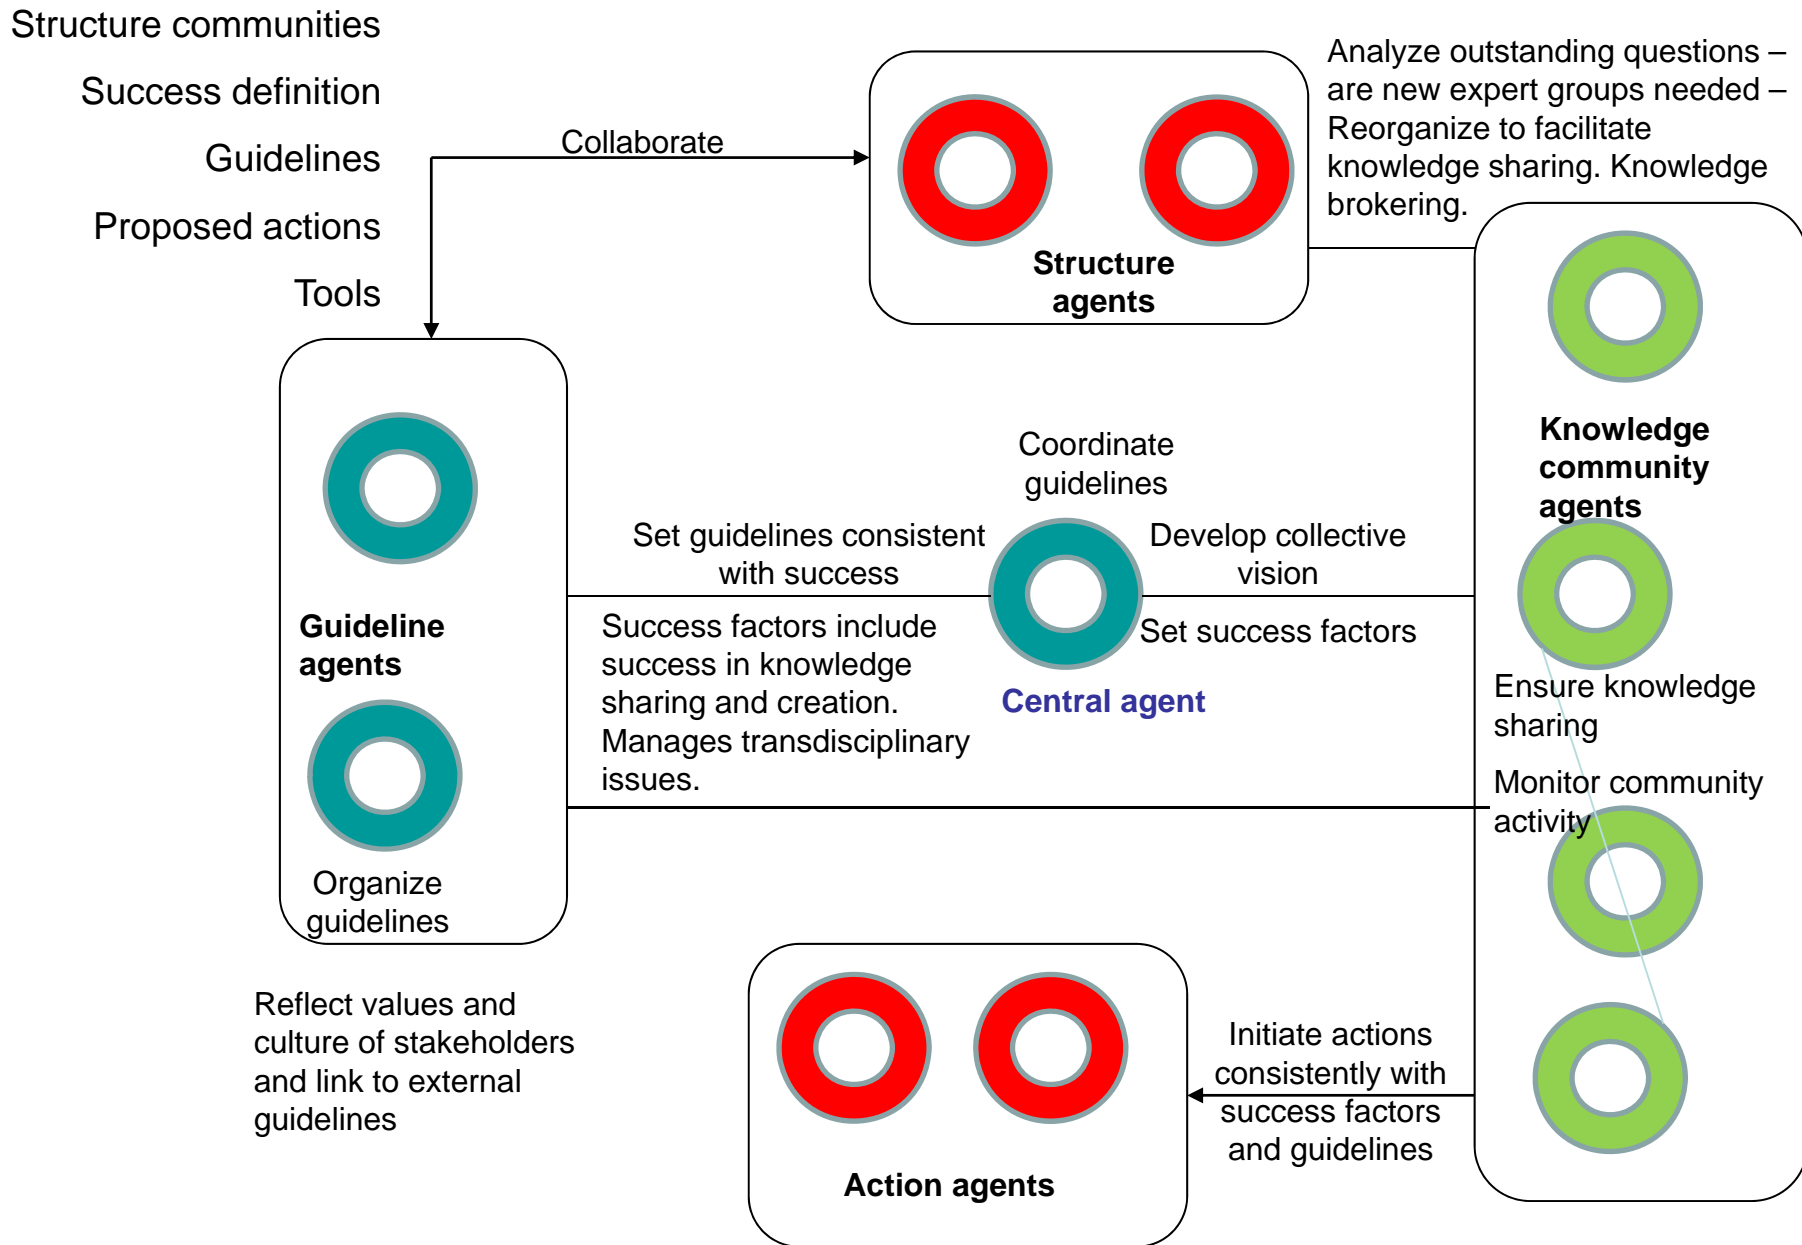 Structure communities
Success definition
Guidelines
Proposed actions
Tools
Collaborate
Structure
agents
Analyze outstanding questions –
are new expert groups needed –
Reorganize to facilitate
knowledge sharing. Knowledge
brokering.
Knowledge
community
agents
Coordinate
guidelines
Set guidelines consistent
with success
Develop collective
vision
Guideline
agents
Success factors include
success in knowledge
sharing and creation.
Manages transdisciplinary
issues.
Set success factors
Central agent
Ensure knowledge
sharing
Monitor community
activity
Organize
guidelines
Reflect values and
culture of stakeholders
and link to external
guidelines
Initiate actions
consistently with
success factors
and guidelines
Action agents